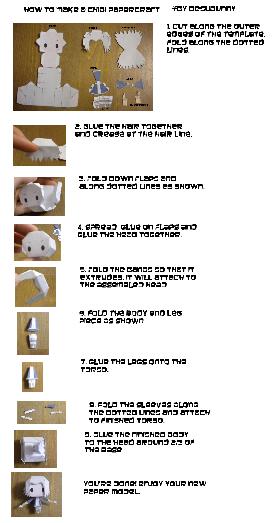 HOW TO MAKE A CHIBI PAPERCRAFT
1. CUT ALONG THE OUTER
EDGES OF THE TEMPLATE.
FOLD ALONG THE DOTTED
LINES.
2. GLUE THE HAIR TOGETHER
AND CREASE AT THE HAIR LINE.
3. FOLD DOWN FLAPS AND
ALONG DOTTED LINES AS SHOWN.
4. SPREAD GLUE ON FLAPS AND
GLUE THE HEAD TOGETHER.
5. FOLD THE BANGS SO THAT IT
EXTRUDES. IT WILL ATTACH TO
THE ASSEMBLED HEAD
6. FOLD THE BODY AND LEG
PIECE AS SHOWN
7. GLUE THE LEGS ONTO THE
TORSO.
8. FOLD THE SLEEVES ALONG
THE DOTTED LINES AND ATTACH
TO FINISHED TORSO.
9. GLUE THE FINISHED BODY
TO THE HEAD AROUND 2/3 OF
THE BASE
YOU'RE DONE! ENJOY YOUR NEW
PAPER MODEL.